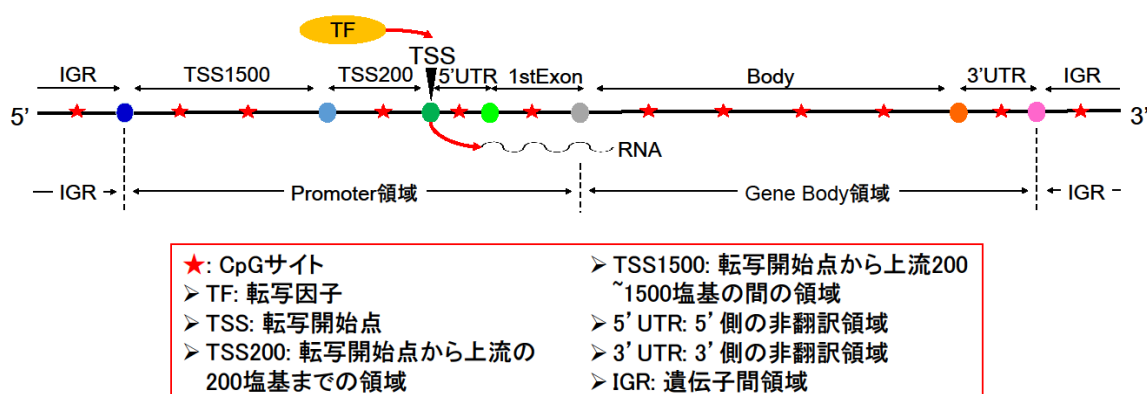 TF
TSS
IGR
TSS1500
TSS200
5'UTR
1stExon
Body
3'UTR
IGR
5'
3'
RNA
IGR
Promoter領域
Gene Body領域
IGR
★: CpGサイト
➢ TF: 転写因子
➢ TSS: 転写開始点
➢ TSS200: 転写開始点から上流の
200塩基までの領域
➢ TSS1500: 転写開始点から上流200
~1500塩基の間の領域
➢ 5' UTR: 5' 側の非翻訳領域
➢ 3' UTR: 3' 側の非翻訳領域
➢ IGR: 遺伝子間領域